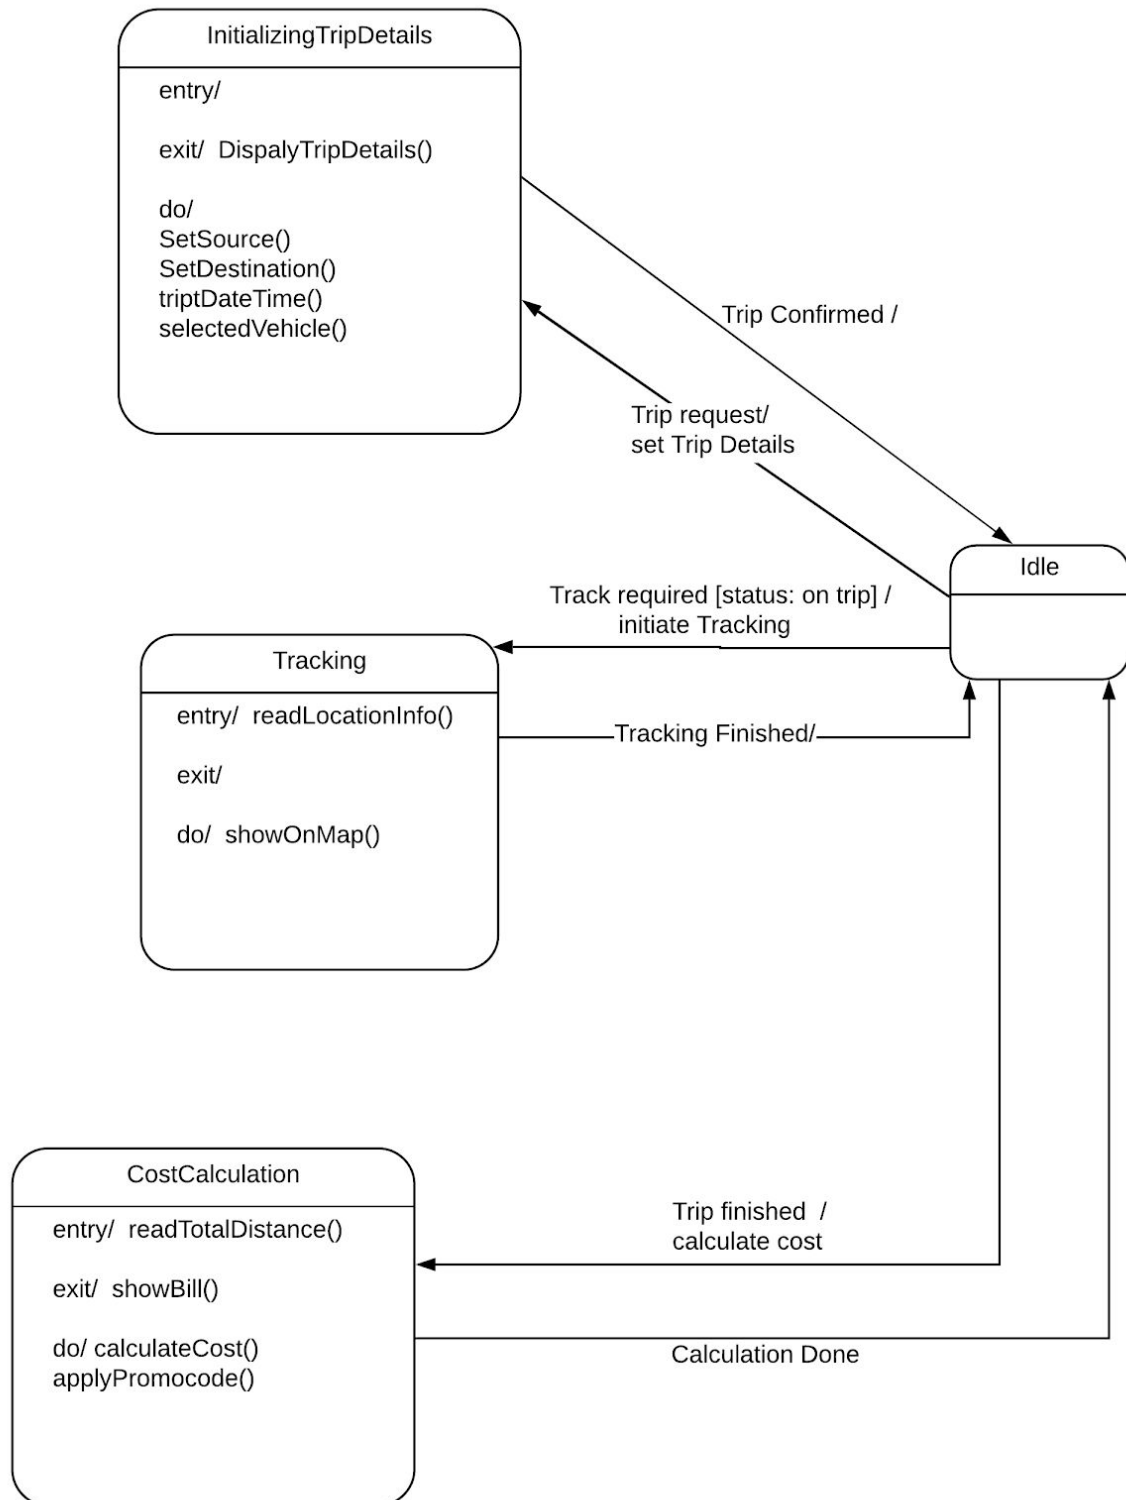 InitializingTripDetails
entry/
exit/  DispalyTripDetails()
do/
SetSource()
SetDestination()
triptDateTime()
selectedVehicle()
Trip Confirmed /
Trip request/
set Trip Details
Idle
Track required [status: on trip] /
initiate Tracking
Tracking
entry/  readLocationInfo()
exit/
do/  showOnMap()
Tracking Finished/
CostCalculation
entry/  readTotalDistance()
exit/  showBill()
do/ calculateCost()
applyPromocode()
Trip finished  /
calculate cost
Calculation Done